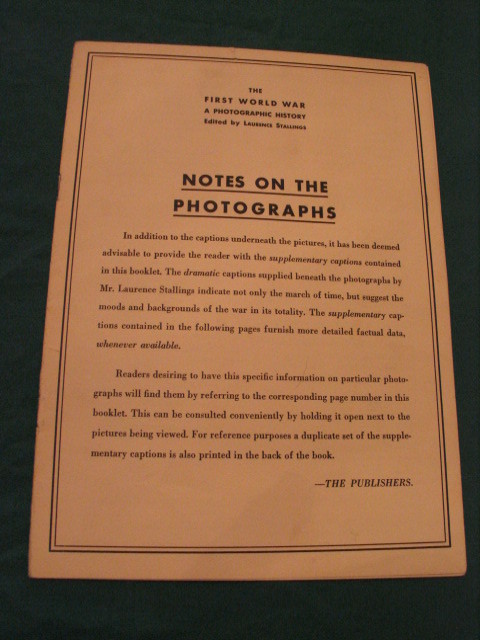 THE
FIRST WORLD WAR
A PHOTOGRAPHIC HISTORY
Edited by LAURENCE STALLINGS
NOTES ON THE
PHOTOGRAPHS
In addition to the captions underneath the pictures, it has been deemed
advisable to provide the reader with the supplementary captions contained
in this booklet. The dramatic captions supplied beneath the photographs by
Mr. Laurence Stallings indicate not only the march of time, but suggest the
moods and backgrounds of the war in its totality. The supplementary cap-
tions contained in the following pages furnish more detailed factual data,
whenever available.
Readers desiring to have this specific information on particular photo-
graphs will find them by referring to the corresponding page number in this
booklet. This can be consulted conveniently by holding it open next to the
pictures being viewed. For reference purposes a duplicate set of the supple-
mentary captions is also printed in the back of the book.
—THE PUBLISHERS.